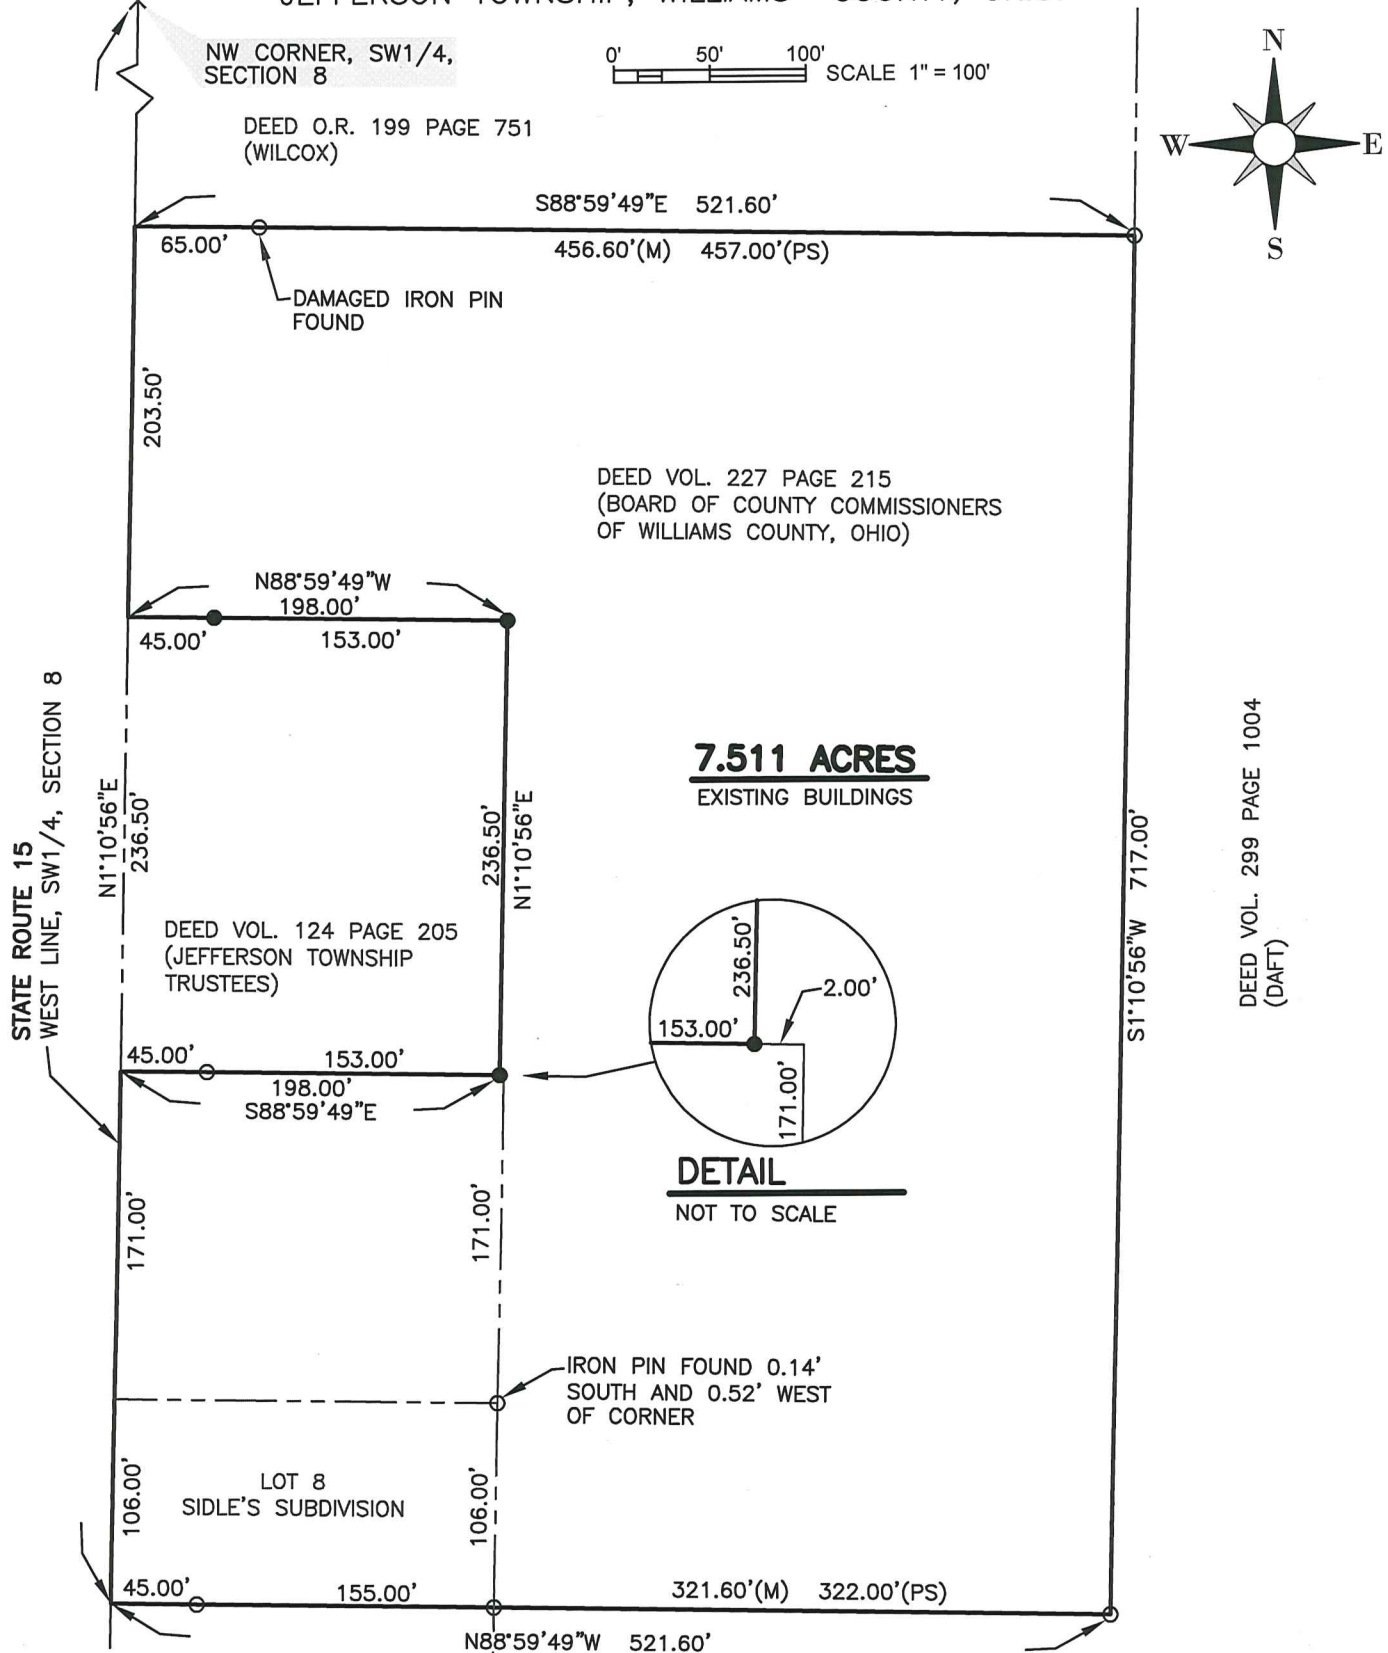 NW CORNER, SW1/4,
SECTION 8
0' 50' 100'
SCALE 1" = 100'
N
W E
S
DEED O.R. 199 PAGE 751
(WILCOX)
S88°59'49"E 521.60'
65.00'
456.60'(M) 457.00'(PS)
DAMAGED IRON PIN
FOUND
203.50'
DEED VOL. 227 PAGE 215
(BOARD OF COUNTY COMMISSIONERS
OF WILLIAMS COUNTY, OHIO)
N88°59'49"W
198.00'
45.00' 153.00'
STATE ROUTE 15
WEST LINE, SW1/4, SECTION 8
N1°10'56"E
236.50'
236.50'
N1°10'56"E
7.511 ACRES
EXISTING BUILDINGS
S1°10'56"W 717.00'
DEED VOL. 299 PAGE 1004
(DAFT)
DEED VOL. 124 PAGE 205
(JEFFERSON TOWNSHIP
TRUSTEES)
236.50'
2.00'
153.00'
171.00'
DETAIL
NOT TO SCALE
45.00' 153.00'
198.00'
S88°59'49"E
171.00'
171.00'
IRON PIN FOUND 0.14'
SOUTH AND 0.52' WEST
OF CORNER
106.00'
LOT 8
SIDLE'S SUBDIVISION
106.00'
45.00' 155.00' 321.60'(M) 322.00'(PS)
N88°59'49"W 521.60'